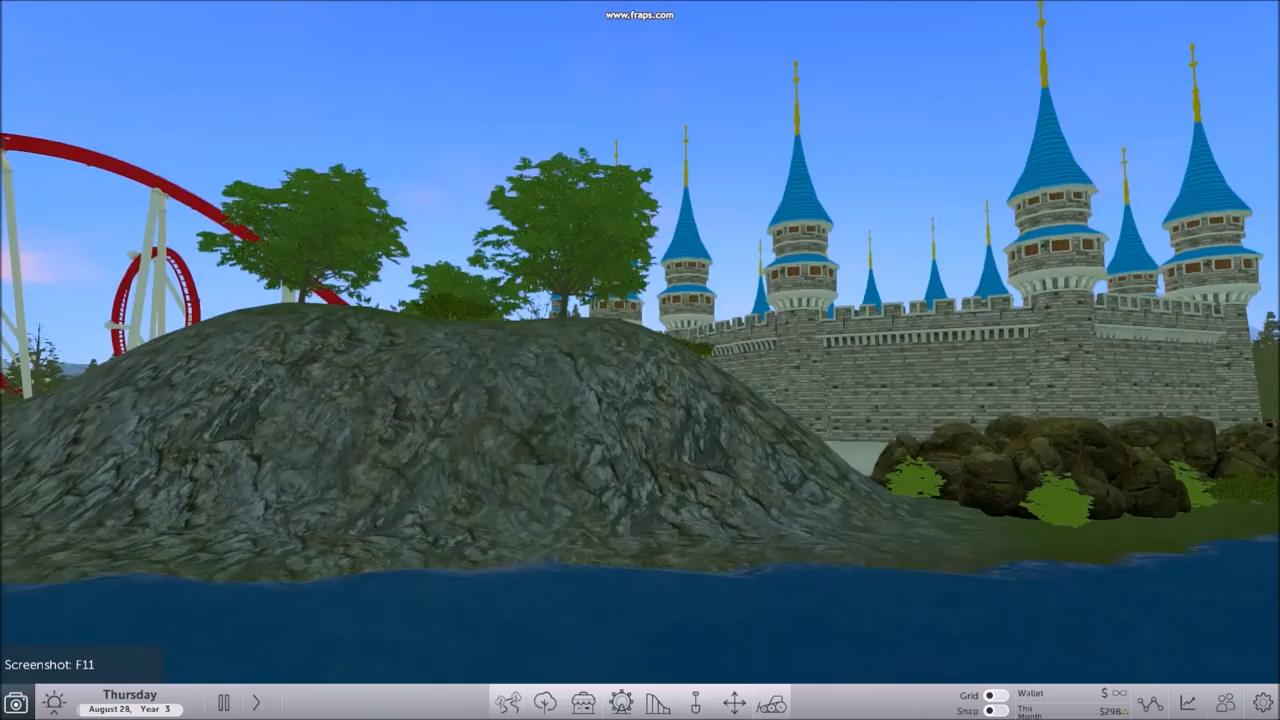 www.fraps.com
Screenshot: F11
Thursday
August 28, Year 3
Grid
Snap
Wallet
$ ∞
This Month
$298